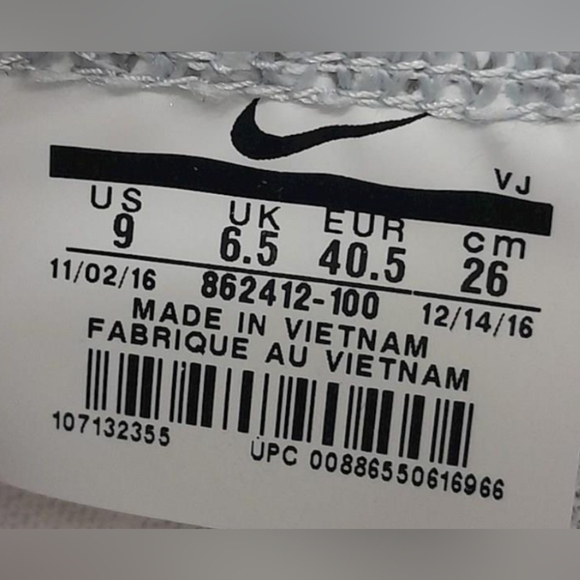 VJ
US UK EUR cm
9 6.5 40.5 26
11/02/16 862412-100 12/14/16
MADE IN VIETNAM
FABRIQUE AU VIETNAM
107132355 UPC 00886550616966